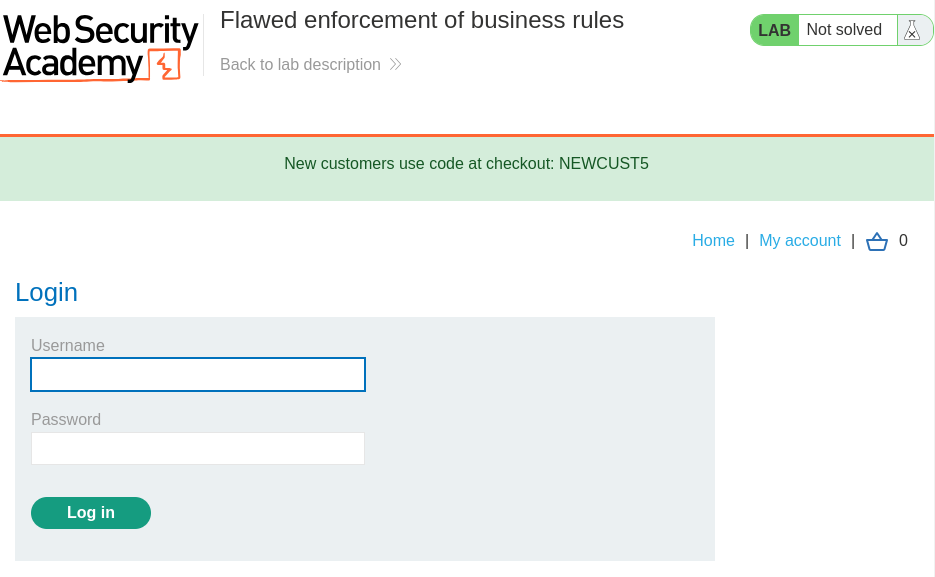 Web Security
Academy
Flawed enforcement of business rules
Back to lab description
LAB Not solved
New customers use code at checkout: NEWCUST5
Home | My account | 0
Login
Username
Password
Log in